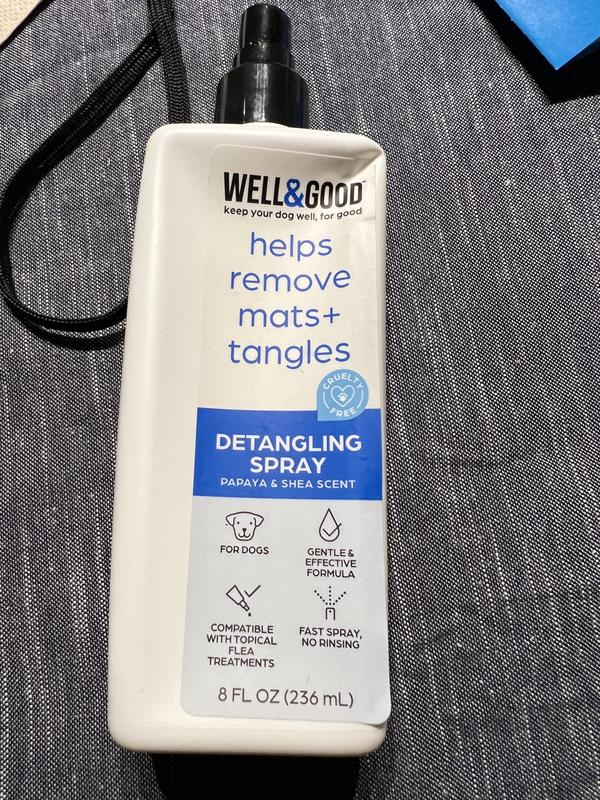 WELL&GOOD
keep your dog well, for good
helps
remove
mats+
tangles
CRUELTY
FREE
DETANGLING
SPRAY
PAPAYA & SHEA SCENT
FOR DOGS
GENTLE &
EFFECTIVE
FORMULA
COMPATIBLE
WITH TOPICAL
FLEA
TREATMENTS
FAST SPRAY,
NO RINSING
8 FL OZ (236 mL)